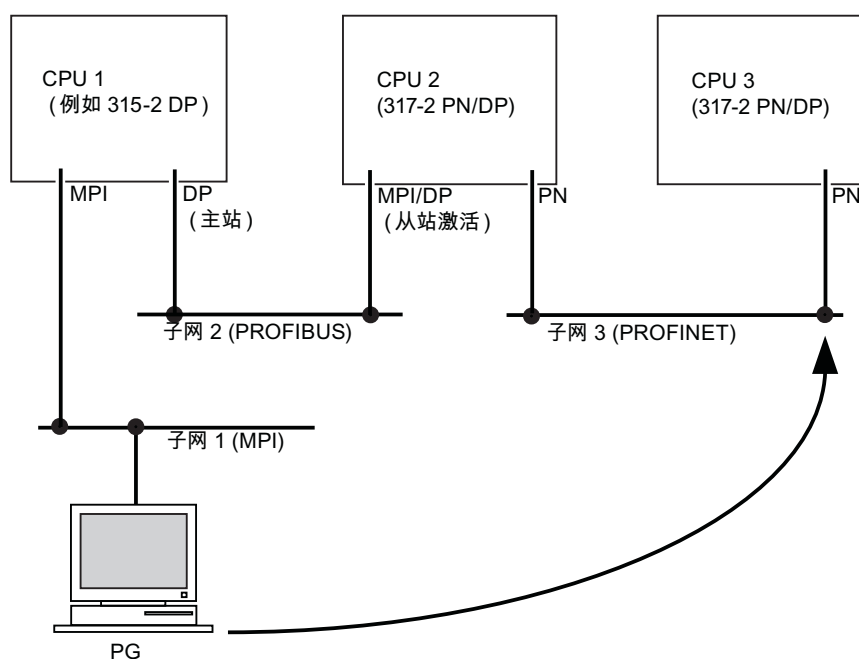 CPU 1
(例如 315-2 DP)
CPU 2
(317-2 PN/DP)
CPU 3
(317-2 PN/DP)
MPI
DP
(主站)
MPI/DP
(从站激活)
PN
PN
子网 2 (PROFIBUS)
子网 3 (PROFINET)
子网 1 (MPI)
PG